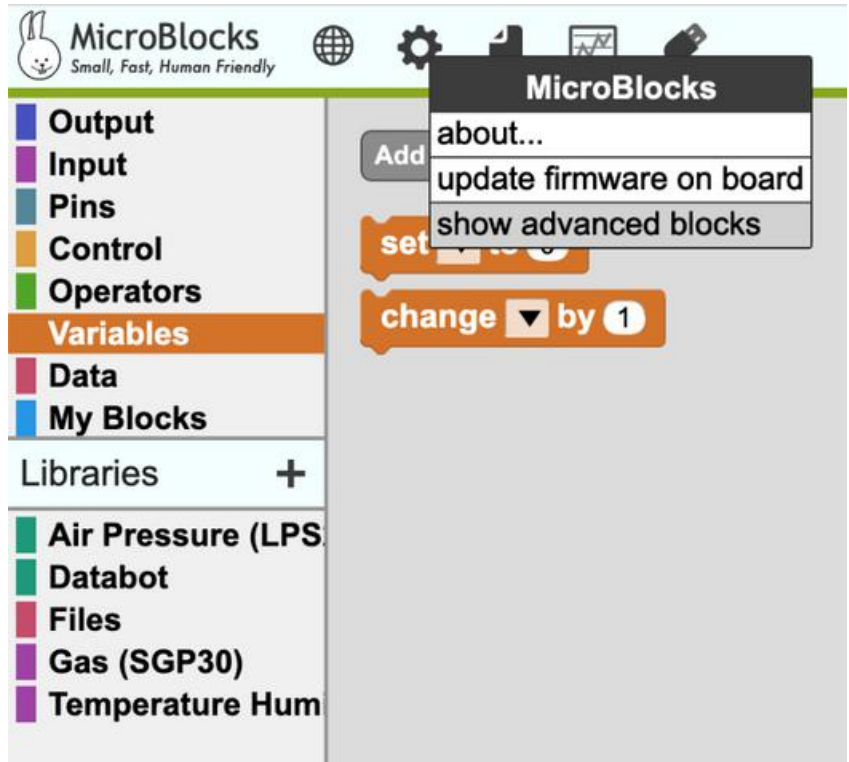 MicroBlocks
Small, Fast, Human Friendly
MicroBlocks
about...
update firmware on board
show advanced blocks
Output
Input
Pins
Control
Operators
Variables
Data
My Blocks
Add
set
change by 1
Libraries +
Air Pressure (LPS
Databot
Files
Gas (SGP30)
Temperature Humi